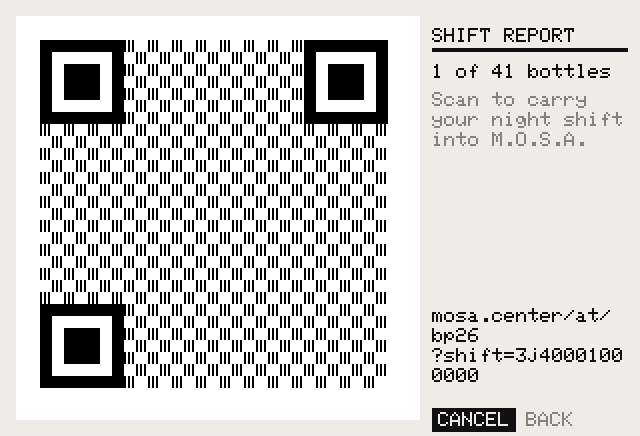 SHIFT REPORT
1 of 41 bottles
Scan to carry
your night shift
into M.O.S.A.
mosa.center/at/
bp26
?shift=3J4000100
0000
CANCEL BACK